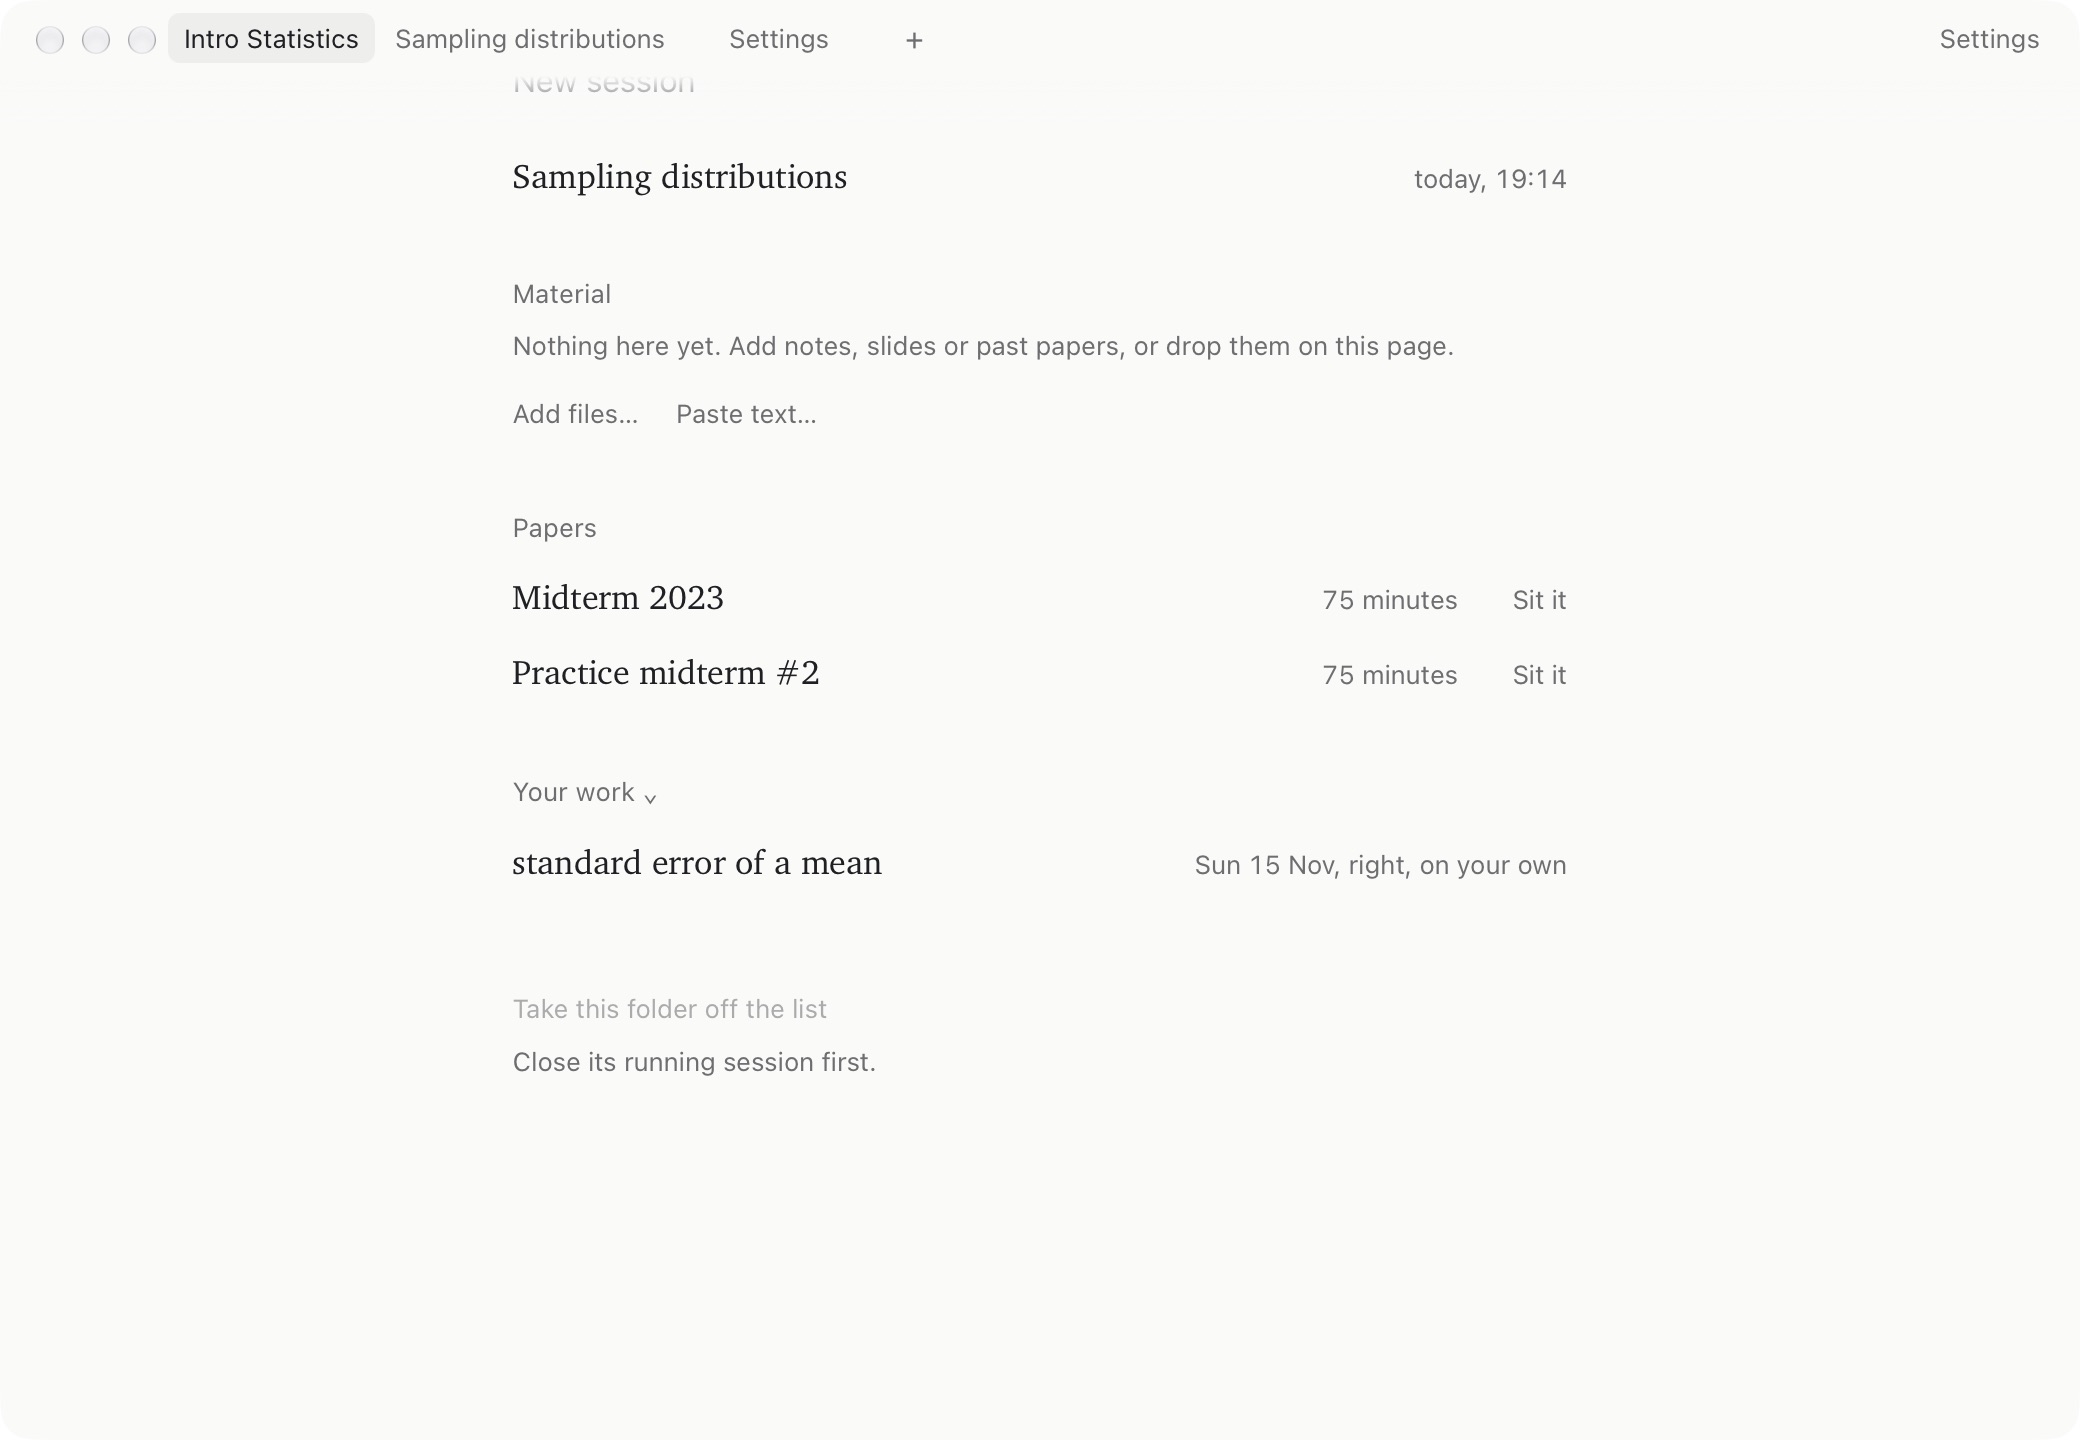 Intro Statistics Sampling distributions Settings + Settings
New session
Sampling distributions today, 19:14
Material
Nothing here yet. Add notes, slides or past papers, or drop them on this page.
Add files... Paste text...
Papers
Midterm 2023 75 minutes Sit it
Practice midterm #2 75 minutes Sit it
Your work
standard error of a mean Sun 15 Nov, right, on your own
Take this folder off the list
Close its running session first.